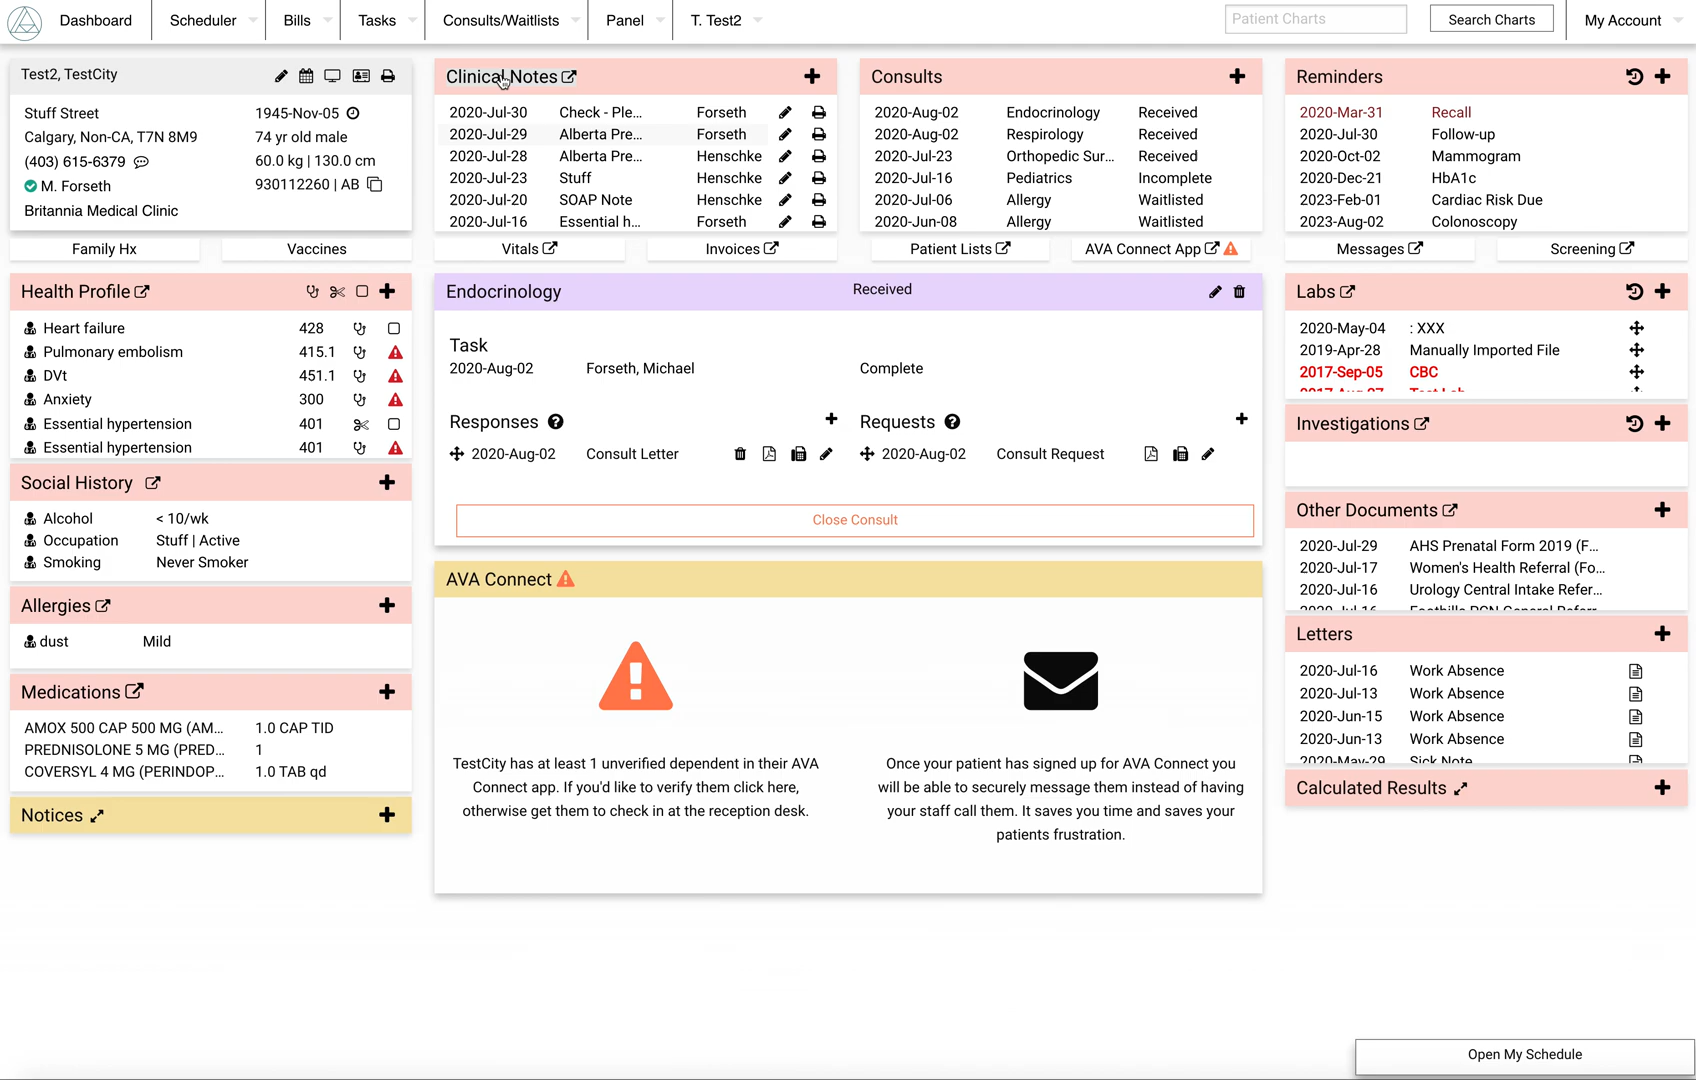 Dashboard
Scheduler
Bills
Tasks
Consults/Waitlists
Panel
T. Test2
Patient Charts
Search Charts
My Account
Test2, TestCity
Stuff Street
1945-Nov-05
Calgary, Non-CA, T7N 8M9
74 yr old male
(403) 615-6379
60.0 kg | 130.0 cm
M. Forseth
930112260 | AB
Britannia Medical Clinic
Family Hx
Vaccines
Clinical Notes
2020-Jul-30 Check - Ple... Forseth
2020-Jul-29 Alberta Pre... Forseth
2020-Jul-28 Alberta Pre... Henschke
2020-Jul-23 Stuff Henschke
2020-Jul-20 SOAP Note Henschke
2020-Jul-16 Essential h... Forseth
Vitals
Invoices
Consults
2020-Aug-02 Endocrinology Received
2020-Aug-02 Respirology Received
2020-Jul-23 Orthopedic Sur... Received
2020-Jul-16 Pediatrics Incomplete
2020-Jul-06 Allergy Waitlisted
2020-Jun-08 Allergy Waitlisted
Patient Lists
AVA Connect App
Reminders
2020-Mar-31 Recall
2020-Jul-30 Follow-up
2020-Oct-02 Mammogram
2020-Dec-21 HbA1c
2023-Feb-01 Cardiac Risk Due
2023-Aug-02 Colonoscopy
Messages
Screening
Health Profile
Heart failure 428
Pulmonary embolism 415.1
DVt 451.1
Anxiety 300
Essential hypertension 401
Essential hypertension 401
Social History
Alcohol < 10/wk
Occupation Stuff | Active
Smoking Never Smoker
Allergies
dust Mild
Medications
AMOX 500 CAP 500 MG (AM... 1.0 CAP TID
PREDNISOLONE 5 MG (PRED... 1
COVERSYL 4 MG (PERINDOP... 1.0 TAB qd
Notices
Endocrinology
Received
Task
2020-Aug-02 Forseth, Michael Complete
Responses
2020-Aug-02 Consult Letter
Requests
2020-Aug-02 Consult Request
Close Consult
AVA Connect
TestCity has at least 1 unverified dependent in their AVA
Connect app. If you'd like to verify them click here,
otherwise get them to check in at the reception desk.
Once your patient has signed up for AVA Connect you
will be able to securely message them instead of having
your staff call them. It saves you time and saves your
patients frustration.
Labs
2020-May-04 : XXX
2019-Apr-28 Manually Imported File
2017-Sep-05 CBC
Investigations
Other Documents
2020-Jul-29 AHS Prenatal Form 2019 (F...
2020-Jul-17 Women's Health Referral (Fo...
2020-Jul-16 Urology Central Intake Refer...
Letters
2020-Jul-16 Work Absence
2020-Jul-13 Work Absence
2020-Jun-15 Work Absence
2020-Jun-13 Work Absence
2020-May-29 Sick Note
Calculated Results
Open My Schedule